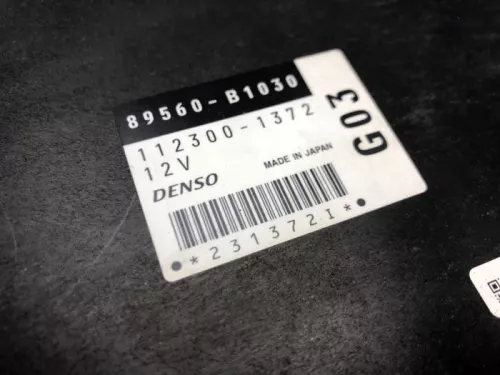 89560-B1030
112300-1372
12V
G03
DENSO
MADE IN JAPAN
*231372I*